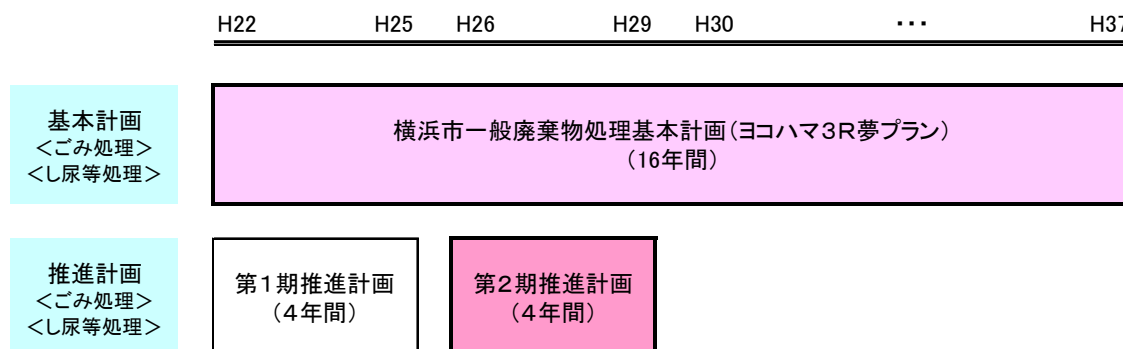 H22 H25 H26 H29 H30 ・・・ H37
基本計画
<ごみ処理>
<し尿等処理>
横浜市一般廃棄物処理基本計画(ヨコハマ3R夢プラン)
(16年間)
推進計画
<ごみ処理>
<し尿等処理>
第1期推進計画
(4年間)
第2期推進計画
(4年間)